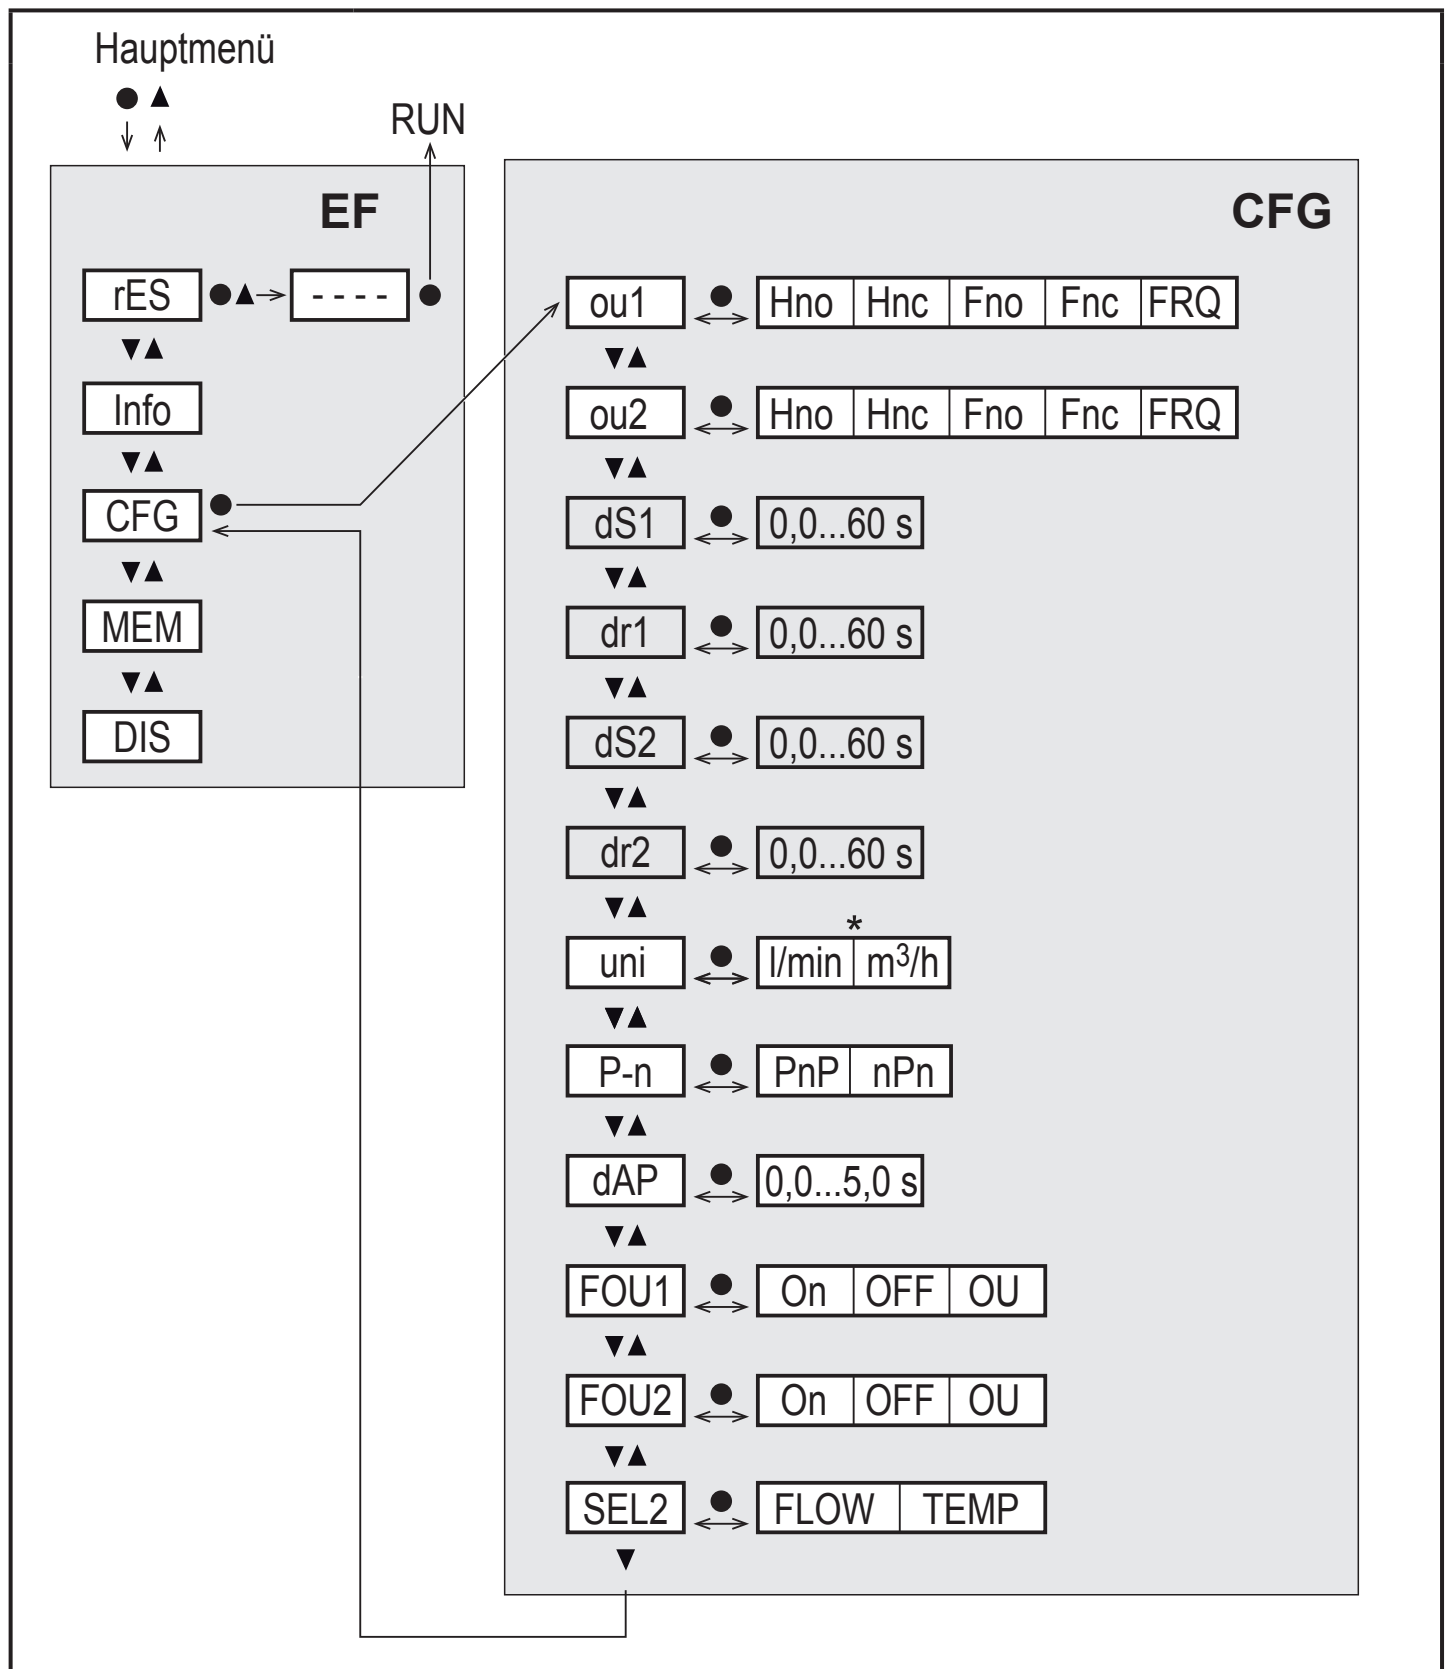 Hauptmenü
RUN
EF
rES - - - -
Info
CFG
MEM
DIS
CFG
ou1 Hno Hnc Fno Fnc FRQ
ou2 Hno Hnc Fno Fnc FRQ
dS1 0,0...60 s
dr1 0,0...60 s
dS2 0,0...60 s
dr2 0,0...60 s
*
uni l/min m³/h
P-n PnP nPn
dAP 0,0...5,0 s
FOU1 On OFF OU
FOU2 On OFF OU
SEL2 FLOW TEMP